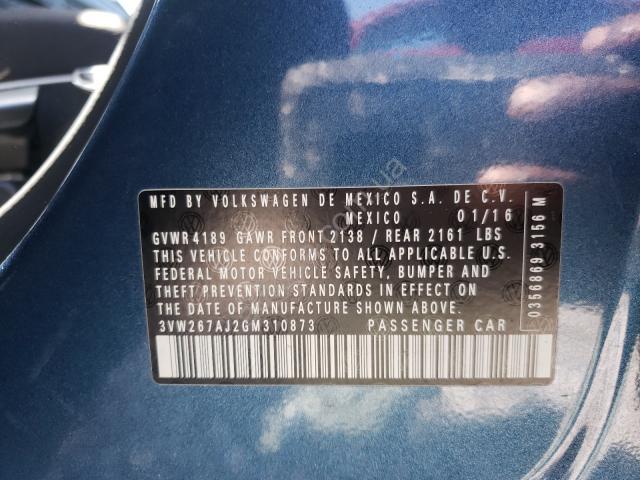 MFD BY VOLKSWAGEN DE MEXICO S.A. DE C.V.
MEXICO 01/16
GVWR4189 GAWR FRONT 2138 / REAR 2161 LBS
THIS VEHICLE CONFORMS TO ALL APPLICABLE U.S.
FEDERAL MOTOR VEHICLE SAFETY, BUMPER AND
THEFT PREVENTION STANDARDS IN EFFECT ON
THE DATE OF MANUFACTURE SHOWN ABOVE.
3VW267AJ2GM310873 PASSENGER CAR
0356869 3156 M